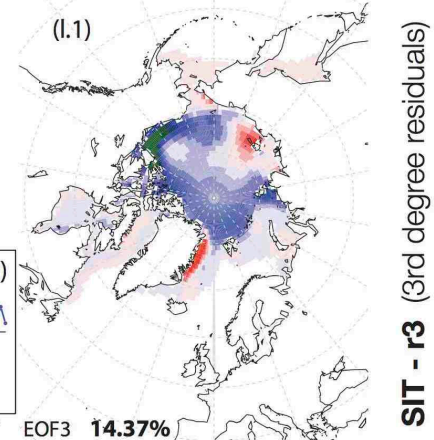 (l.1)
)
EOF3 14.37%
SIT - r3 (3rd degree residuals)